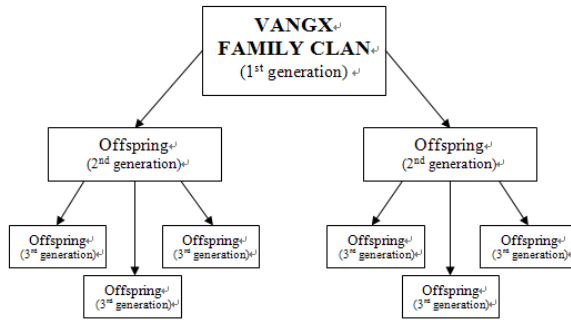 VANGX
FAMILY CLAN↵
(1st generation)↵
Offspring↵
(2nd generation)↵
Offspring↵
(2nd generation)↵
Offspring↵
(3rd generation)↵
Offspring↵
(3rd generation)↵
Offspring↵
(3rd generation)↵
Offspring↵
(3rd generation)↵
Offspring↵
(3rd generation)↵
Offspring↵
(3rd generation)↵